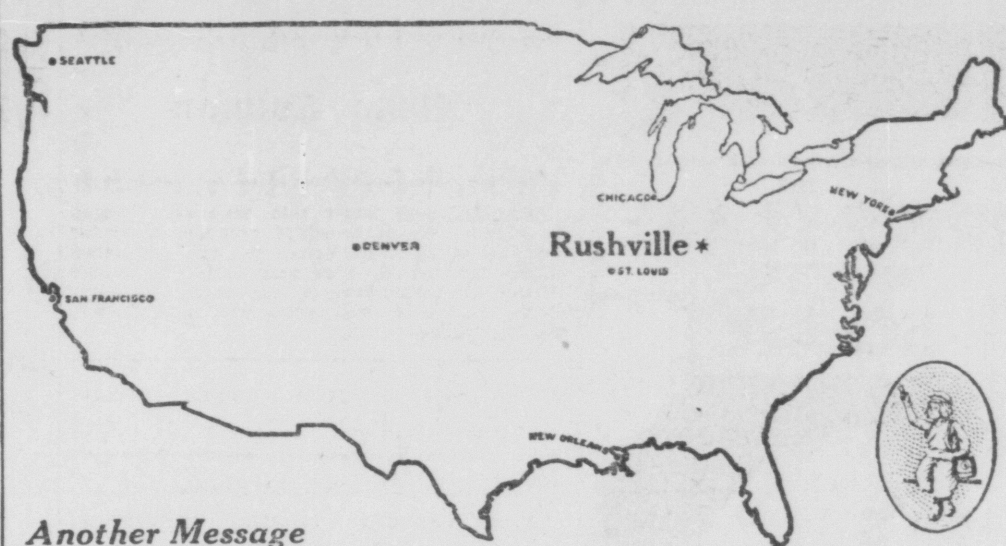 SEATTLE
CHICAGO
NEW YORK
DENVER
Rushville *
ST. LOUIS
SAN FRANCISCO
NEW ORLEANS
Another Message